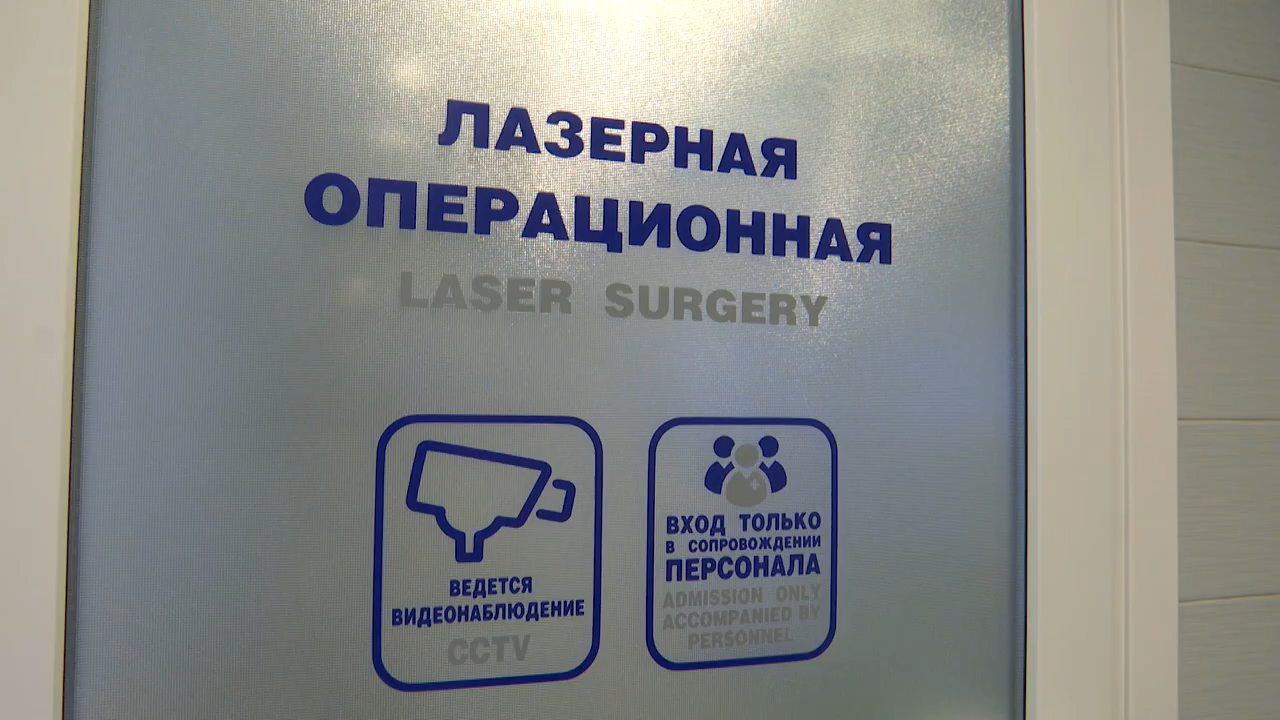 ЛАЗЕРНАЯ
ОПЕРАЦИОННАЯ
LASER SURGERY
ВЕДЕТСЯ
ВИДЕОНАБЛЮДЕНИЕ
CCTV
ВХОД ТОЛЬКО
В СОПРОВОЖДЕНИИ
ПЕРСОНАЛА
ADMISSION ONLY
ACCOMPANIED BY
PERSONNEL